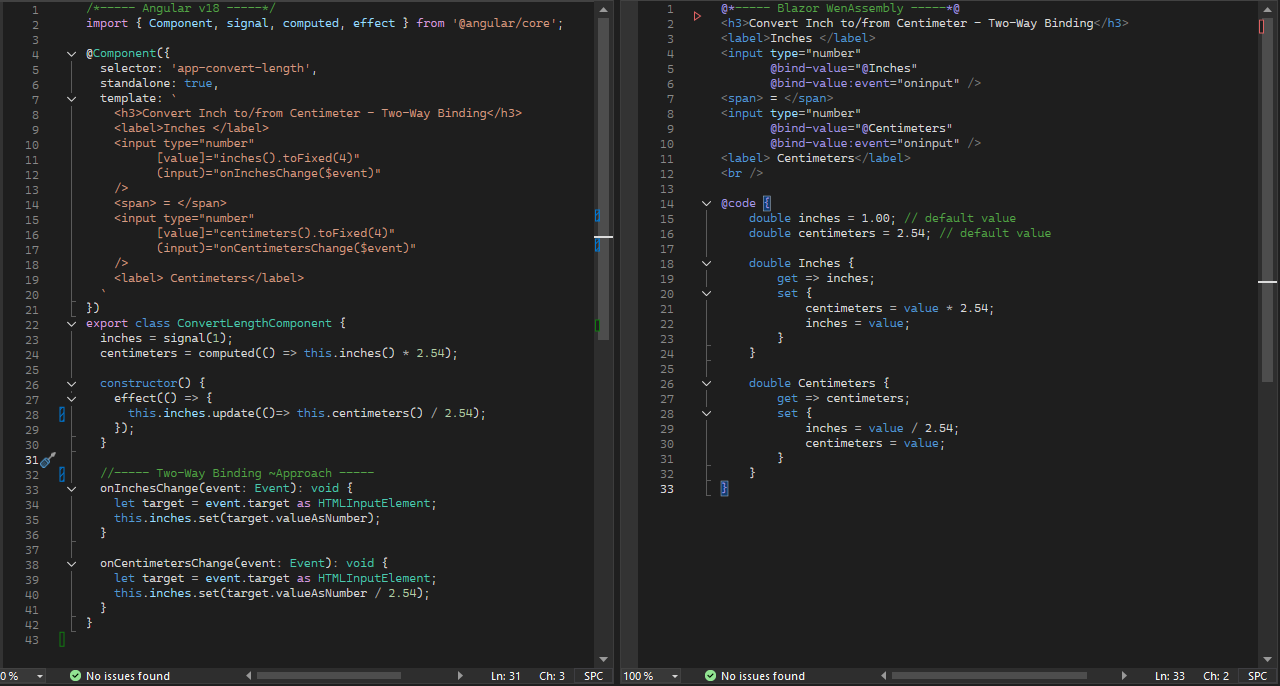 1 /*----- Angular v18 -----*/
2 import { Component, signal, computed, effect } from '@angular/core';
3
4 @Component({
5 selector: 'app-convert-length',
6 standalone: true,
7 template: `
8 <h3>Convert Inch to/from Centimeter - Two-Way Binding</h3>
9 <label>Inches </label>
10 <input type="number"
11 [value]="inches().toFixed(4)"
12 (input)="onInchesChange($event)"
13 />
14 <span> = </span>
15 <input type="number"
16 [value]="centimeters().toFixed(4)"
17 (input)="onCentimetersChange($event)"
18 />
19 <label> Centimeters</label>
20 `
21 })
22 export class ConvertLengthComponent {
23 inches = signal(1);
24 centimeters = computed(() => this.inches() * 2.54);
25
26 constructor() {
27 effect(() => {
28 this.inches.update(()=> this.centimeters() / 2.54);
29 });
30 }
31
32 //----- Two-Way Binding ~Approach -----
33 onInchesChange(event: Event): void {
34 let target = event.target as HTMLInputElement;
35 this.inches.set(target.valueAsNumber);
36 }
37
38 onCentimetersChange(event: Event): void {
39 let target = event.target as HTMLInputElement;
40 this.inches.set(target.valueAsNumber / 2.54);
41 }
42 }
43
0 % No issues found Ln: 31 Ch: 3 SPC
1 @*----- Blazor WenAssembly -----*@
2 <h3>Convert Inch to/from Centimeter - Two-Way Binding</h3>
3 <label>Inches </label>
4 <input type="number"
5 @bind-value="@Inches"
6 @bind-value:event="oninput" />
7 <span> = </span>
8 <input type="number"
9 @bind-value="@Centimeters"
10 @bind-value:event="oninput" />
11 <label> Centimeters</label>
12 <br />
13
14 @code {
15 double inches = 1.00; // default value
16 double centimeters = 2.54; // default value
17
18 double Inches {
19 get => inches;
20 set {
21 centimeters = value * 2.54;
22 inches = value;
23 }
24 }
25
26 double Centimeters {
27 get => centimeters;
28 set {
29 inches = value / 2.54;
30 centimeters = value;
31 }
32 }
33 }
100 % No issues found Ln: 33 Ch: 2 SPC